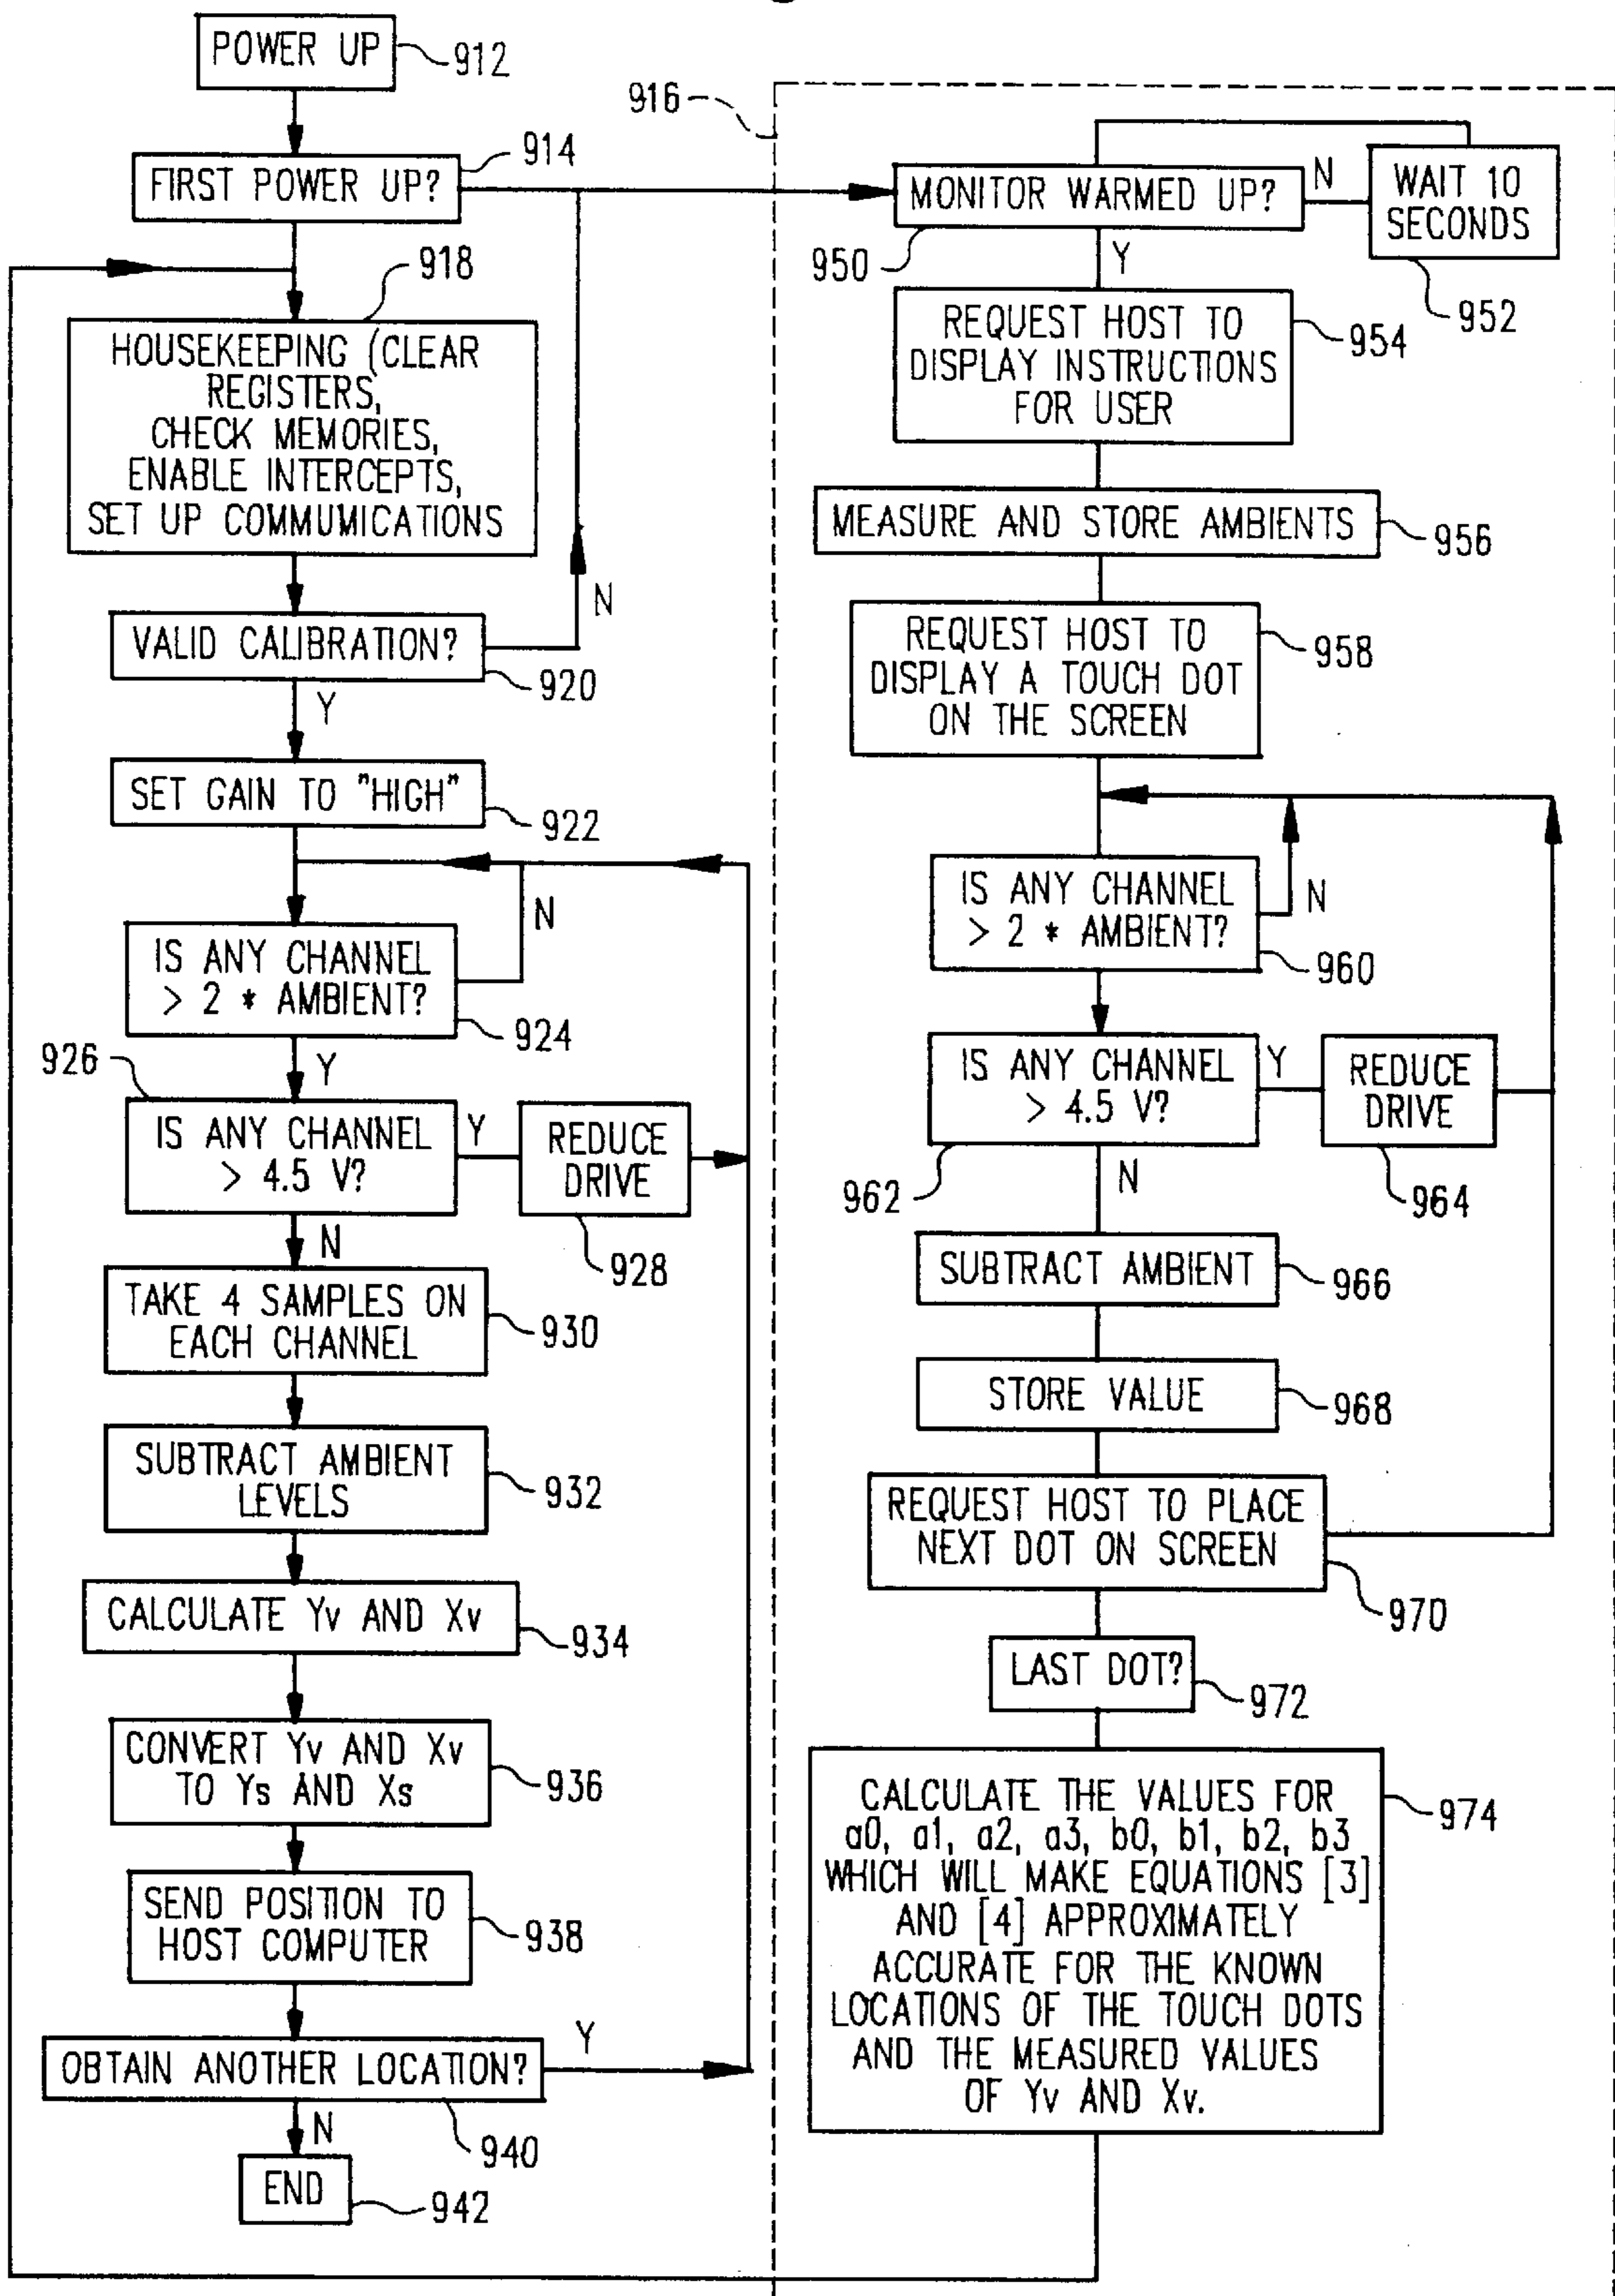 POWER UP
912
FIRST POWER UP?
914
918
HOUSEKEEPING (CLEAR
REGISTERS,
CHECK MEMORIES,
ENABLE INTERCEPTS,
SET UP COMMUMICATIONS
VALID CALIBRATION?
920
N
Y
SET GAIN TO "HIGH"
922
IS ANY CHANNEL
> 2 * AMBIENT?
924
N
Y
926
IS ANY CHANNEL
> 4.5 V?
Y
REDUCE
DRIVE
928
N
TAKE 4 SAMPLES ON
EACH CHANNEL
930
SUBTRACT AMBIENT
LEVELS
932
CALCULATE Yv AND Xv
934
CONVERT Yv AND Xv
TO Ys AND Xs
936
SEND POSITION TO
HOST COMPUTER
938
OBTAIN ANOTHER LOCATION?
Y
940
N
END
942
916
MONITOR WARMED UP?
950
N
WAIT 10
SECONDS
952
Y
REQUEST HOST TO
DISPLAY INSTRUCTIONS
FOR USER
954
MEASURE AND STORE AMBIENTS
956
REQUEST HOST TO
DISPLAY A TOUCH DOT
ON THE SCREEN
958
IS ANY CHANNEL
> 2 * AMBIENT?
N
960
IS ANY CHANNEL
> 4.5 V?
962
Y
REDUCE
DRIVE
964
N
SUBTRACT AMBIENT
966
STORE VALUE
968
REQUEST HOST TO PLACE
NEXT DOT ON SCREEN
970
LAST DOT?
972
CALCULATE THE VALUES FOR
a0, a1, a2, a3, b0, b1, b2, b3
WHICH WILL MAKE EQUATIONS [3]
AND [4] APPROXIMATELY
ACCURATE FOR THE KNOWN
LOCATIONS OF THE TOUCH DOTS
AND THE MEASURED VALUES
OF Yv AND Xv.
974